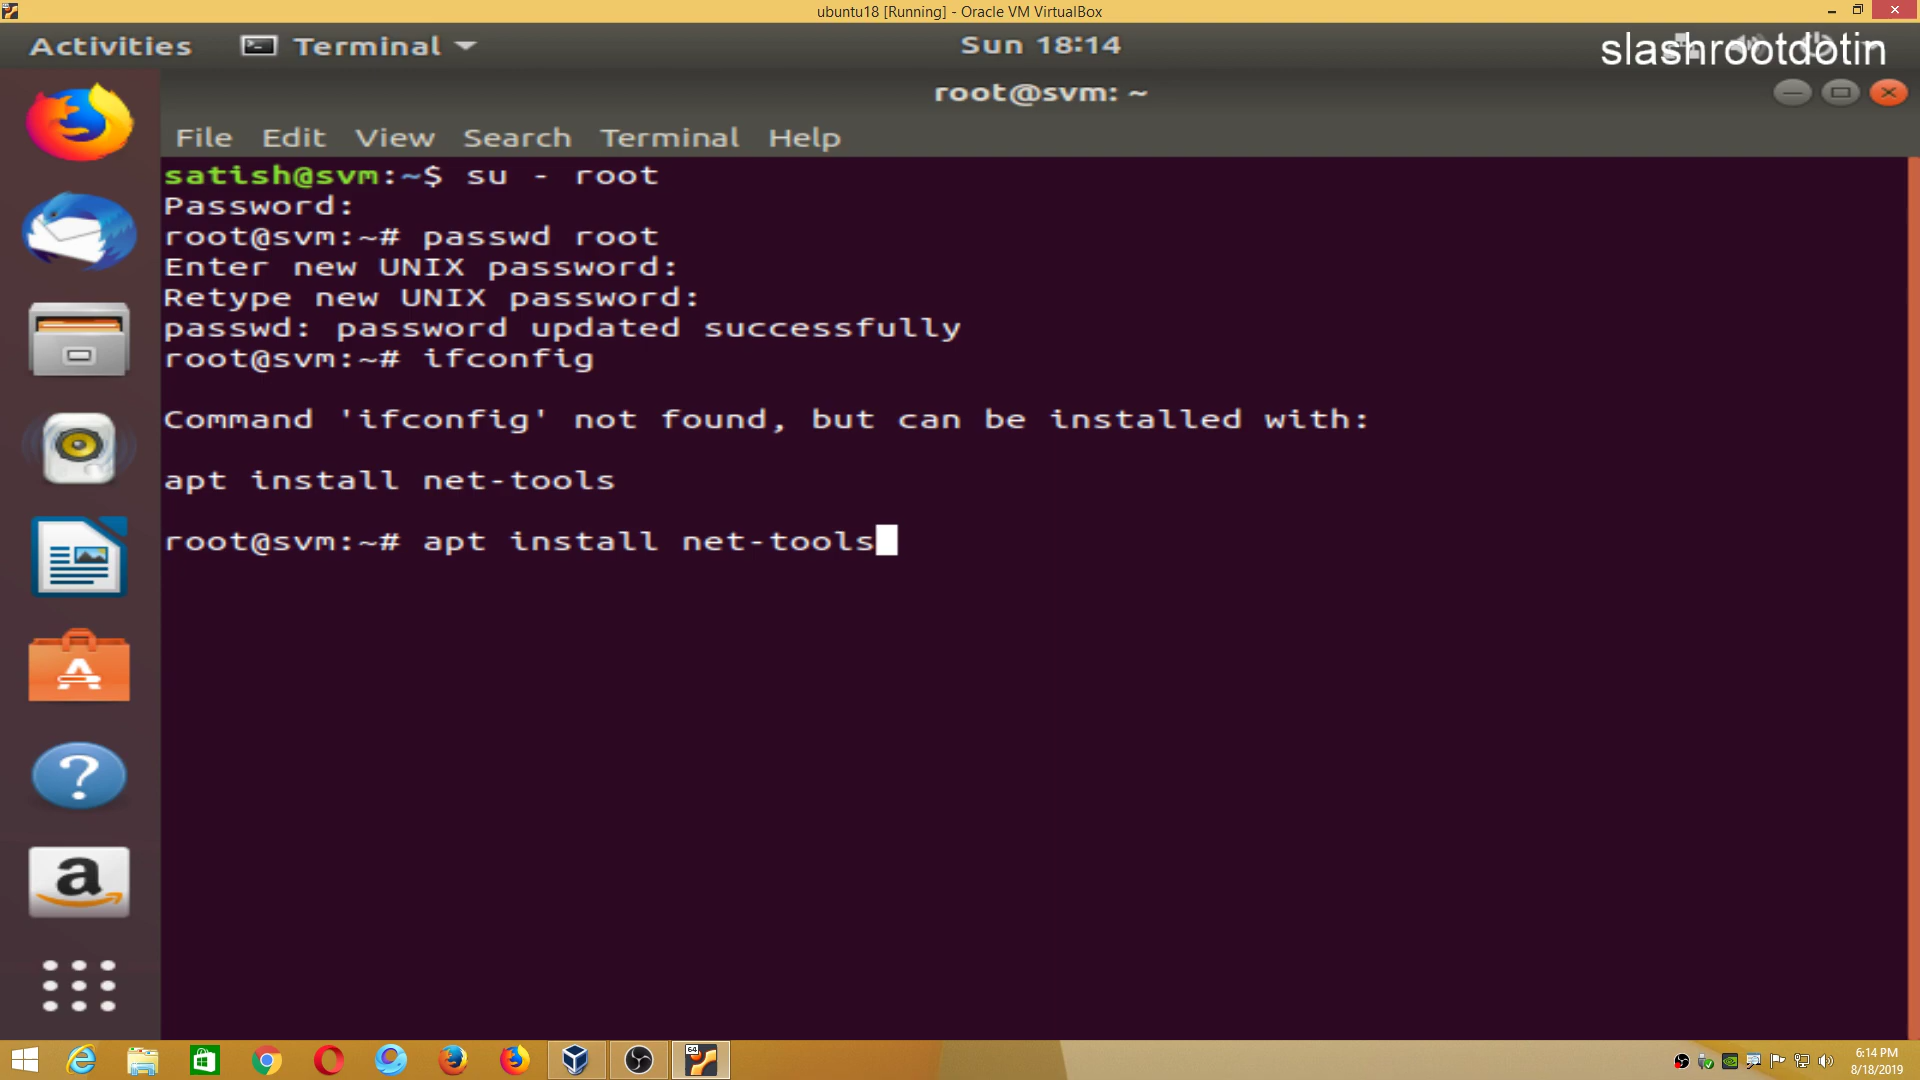 ubuntu18 [Running] - Oracle VM VirtualBox
Activities Terminal Sun 18:14 slashrootdotin
root@svm: ~
File Edit View Search Terminal Help
satish@svm:~$ su - root
Password:
root@svm:~# passwd root
Enter new UNIX password:
Retype new UNIX password:
passwd: password updated successfully
root@svm:~# ifconfig
Command 'ifconfig' not found, but can be installed with:
apt install net-tools
root@svm:~# apt install net-tools
6:14 PM
8/18/2019
64